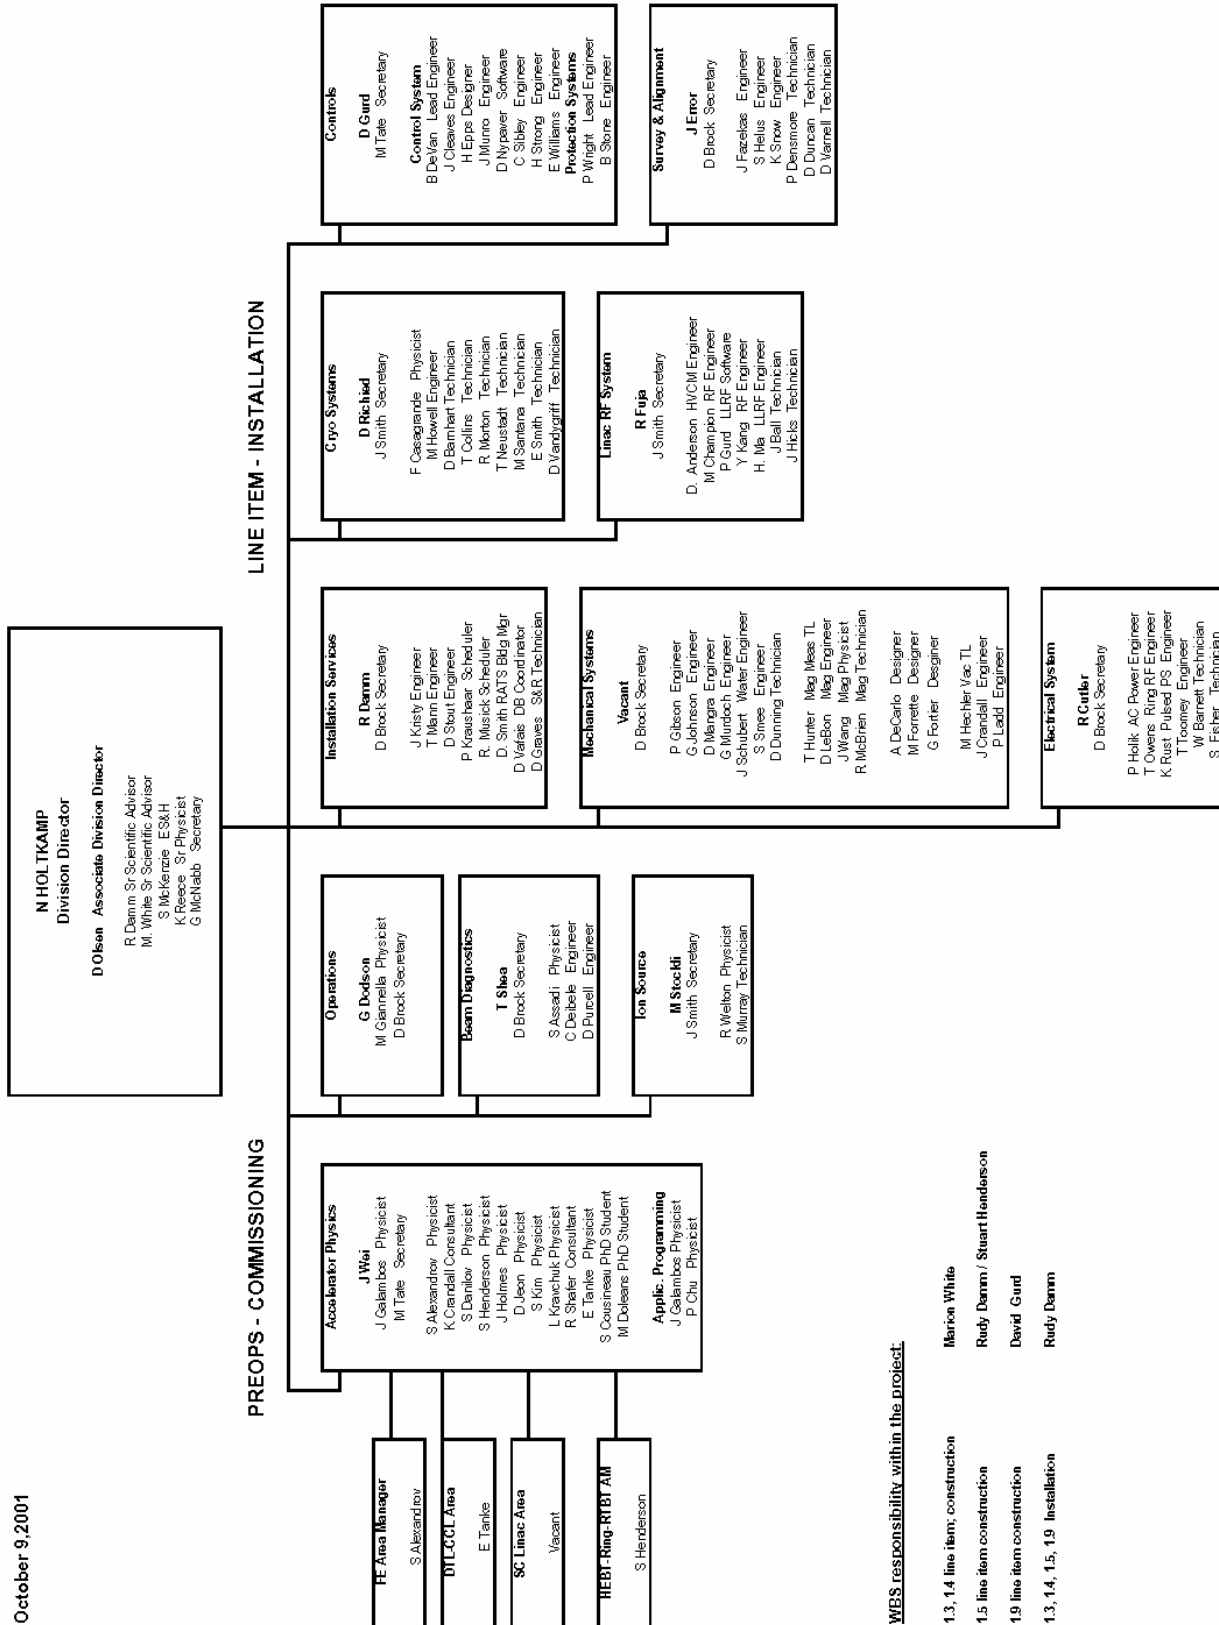 October 9,2001
N HOLTKAMP
Division Director
D Olsen Associate Division Director
R Damm Sr Scientific Advisor
M. White Sr Scientific Advisor
S McKenzie ES&H
K Reece Sr Physicist
G McNabb Secretary
PREOPS - COMMISSIONING
LINE ITEM - INSTALLATION
FE Area Manager
S Alexandrov
DTL-CCL Area
E Tanke
SC Linac Area
Vacant
HEBT-Ring-RTBT AM
S Henderson
Accelerator Physics
J Wei
J Galambos Physicist
M Tate Secretary
S Alexandrov Physicist
K Crandall Consultant
S Danilov Physicist
S Henderson Physicist
J Holmes Physicist
D Jeon Physicist
S Kim Physicist
L Kravchuk Physicist
R Shafer Consultant
E Tanke Physicist
S Cousineau PhD Student
M Doleans PhD Student
Applic. Programming
J Galambos Physicist
P Chu Physicist
Operations
G Dodson
M Giannella Physicist
D Brock Secretary
Beam Diagnostics
T Shea
D Brock Secretary
S Assadi Physicist
C Deibele Engineer
D Purcell Engineer
Ion Source
M Stockli
J Smith Secretary
R Welton Physicist
S Murray Technician
Installation Services
R Damm
D Brock Secretary
J Kristy Engineer
T Mann Engineer
D Stout Engineer
P Kraushaar Scheduler
R. Musick Scheduler
D. Smith RATS Bldg Mgr
D Vafais DB Coordinator
D Graves S&R Technician
Mechanical Systems
Vacant
D Brock Secretary
P Gibson Engineer
G Johnson Engineer
D Mangra Engineer
G Murdoch Engineer
J Schubert Water Engineer
S Smee Engineer
D Dunning Technician
T Hunter Mag Meas TL
D LeBon Mag Engineer
J Wang Mag Physicist
R McBrien Mag Technician
A DeCarlo Designer
M Forrette Designer
G Fortier Desginer
M Hechler Vac TL
J Crandall Engineer
P Ladd Engineer
Electrical System
R Cutler
D Brock Secretary
P Holik AC Power Engineer
T Owens Ring RF Engineer
K Rust Pulsed PS Engineer
T Toomey Engineer
W Barnett Technician
S Fisher Technician
Cryo Systems
D Richied
J Smith Secretary
F Casagrande Physicist
M Howell Engineer
D Barnhart Technician
T Collins Technician
R Morton Technician
T Neustadt Technician
M Santana Technician
E Smith Technician
D Vandygriff Technician
Linac RF System
R Fuja
J Smith Secretary
D. Anderson HVCM Engineer
M Champion RF Engineer
P Gurd LLRF Software
Y Kang RF Engineer
H. Ma LLRF Engineer
J Ball Technician
J Hicks Technician
Controls
D Gurd
M Tate Secretary
Control System
B DeVan Lead Engineer
J Cleaves Engineer
H Epps Designer
J Munro Engineer
D Nypaver Software
C Sibley Engineer
H Strong Engineer
E Williams Engineer
Protection Systems
P Wright Lead Engineer
B Stone Engineer
Survey & Alignment
J Error
D Brock Secretary
J Fazekas Engineer
S Helus Engineer
K Snow Engineer
P Densmore Technician
D Duncan Technician
D Varnell Technician
WBS responsibility within the project:
1.3, 1.4 line item; construction Marion White
1.5 line item construction Rudy Damm / Stuart Henderson
1.9 line item construction David Gurd
1.3, 1.4, 1.5, 1.9 Installation Rudy Damm